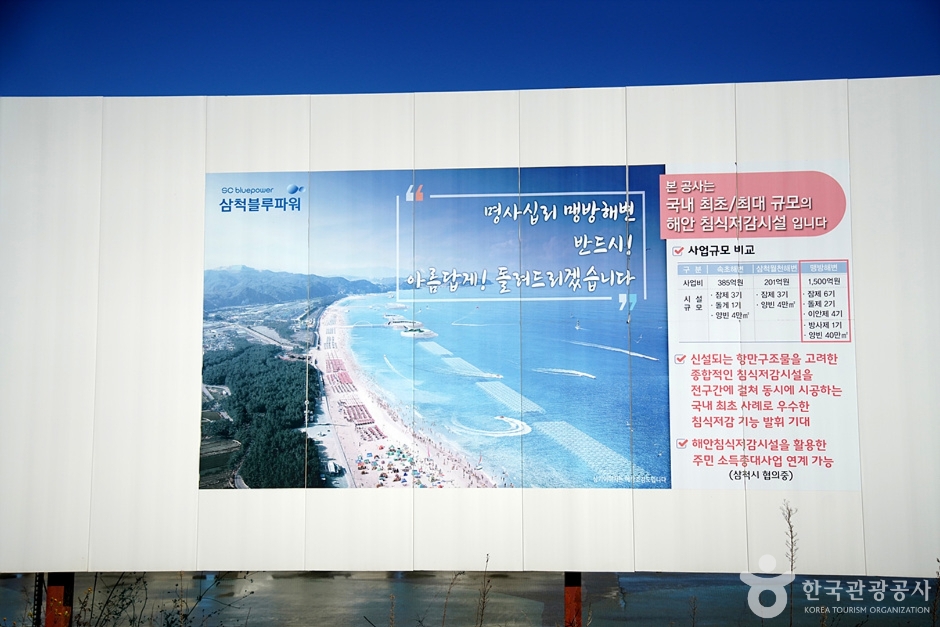 SC bluepower
삼척블루파워
명사십리 맹방해변
반드시!
아름답게! 돌려드리겠습니다
본 공사는
국내 최초/최대 규모의
해안 침식저감시설 입니다
사업규모 비교
구 분 속초해변 삼척월천해변 맹방해변
사업비 385억원 201억원 1,500억원
시 설 규 모
· 잠제 3기
· 돌제 1기
· 양빈 4만㎥
· 잠제 3기
· 양빈 4만㎥
· 잠제 6기
· 돌제 2기
· 이안제 4기
· 방사제 1기
· 양빈 40만㎥
신설되는 항만구조물을 고려한
종합적인 침식저감시설을
전구간에 걸쳐 동시에 시공하는
국내 최초 사례로 우수한
침식저감 기능 발휘 기대
해안침식저감시설을 활용한
주민 소득창대사업 연계 가능
(삼척시 협의중)
한국관광공사
KOREA TOURISM ORGANIZATION